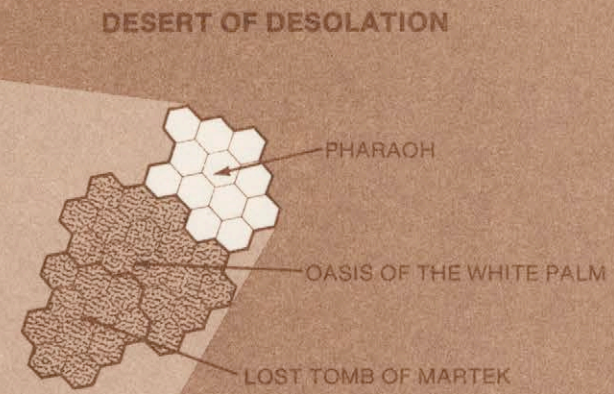 DESERT OF DESOLATION
PHARAOH
OASIS OF THE WHITE PALM
LOST TOMB OF MARTEK